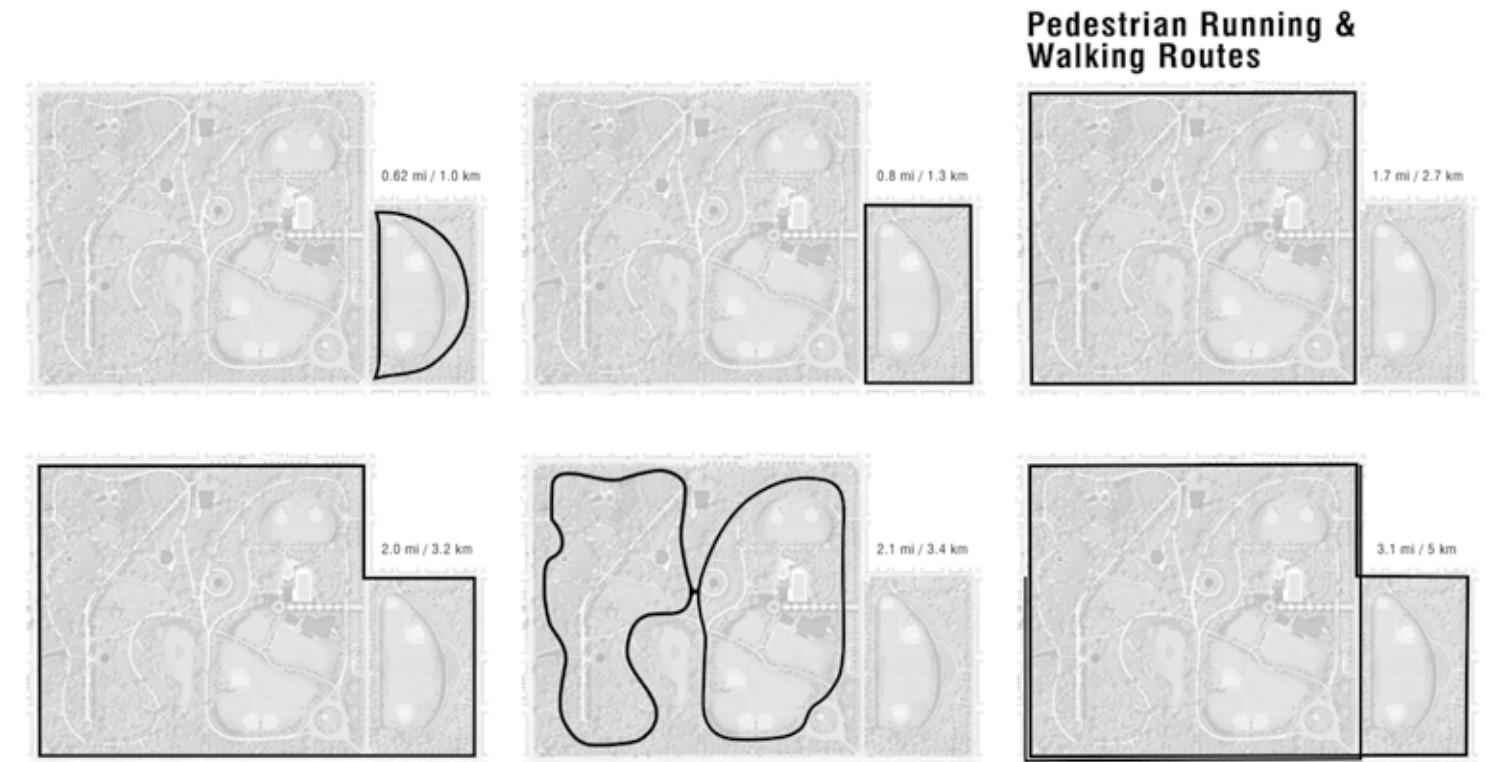 Pedestrian Running &
Walking Routes
0.62 mi / 1.0 km
0.8 mi / 1.3 km
1.7 mi / 2.7 km
2.0 mi / 3.2 km
2.1 mi / 3.4 km
3.1 mi / 5 km